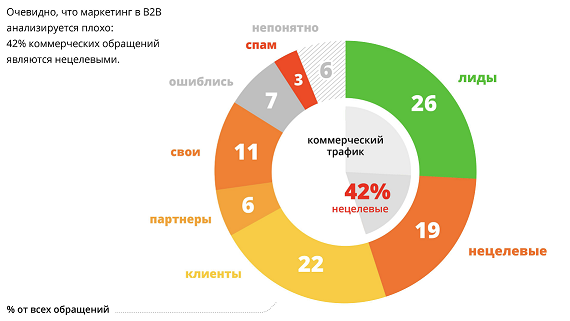 Очевидно, что маркетинг в B2B
анализируется плохо:
42% коммерческих обращений
являются нецелевыми.
непонятно
спам
ошиблись
свои
партнеры
клиенты
лиды
нецелевые
6
3
7
11
6
22
26
19
коммерческий
трафик
42%
нецелевые
% от всех обращений